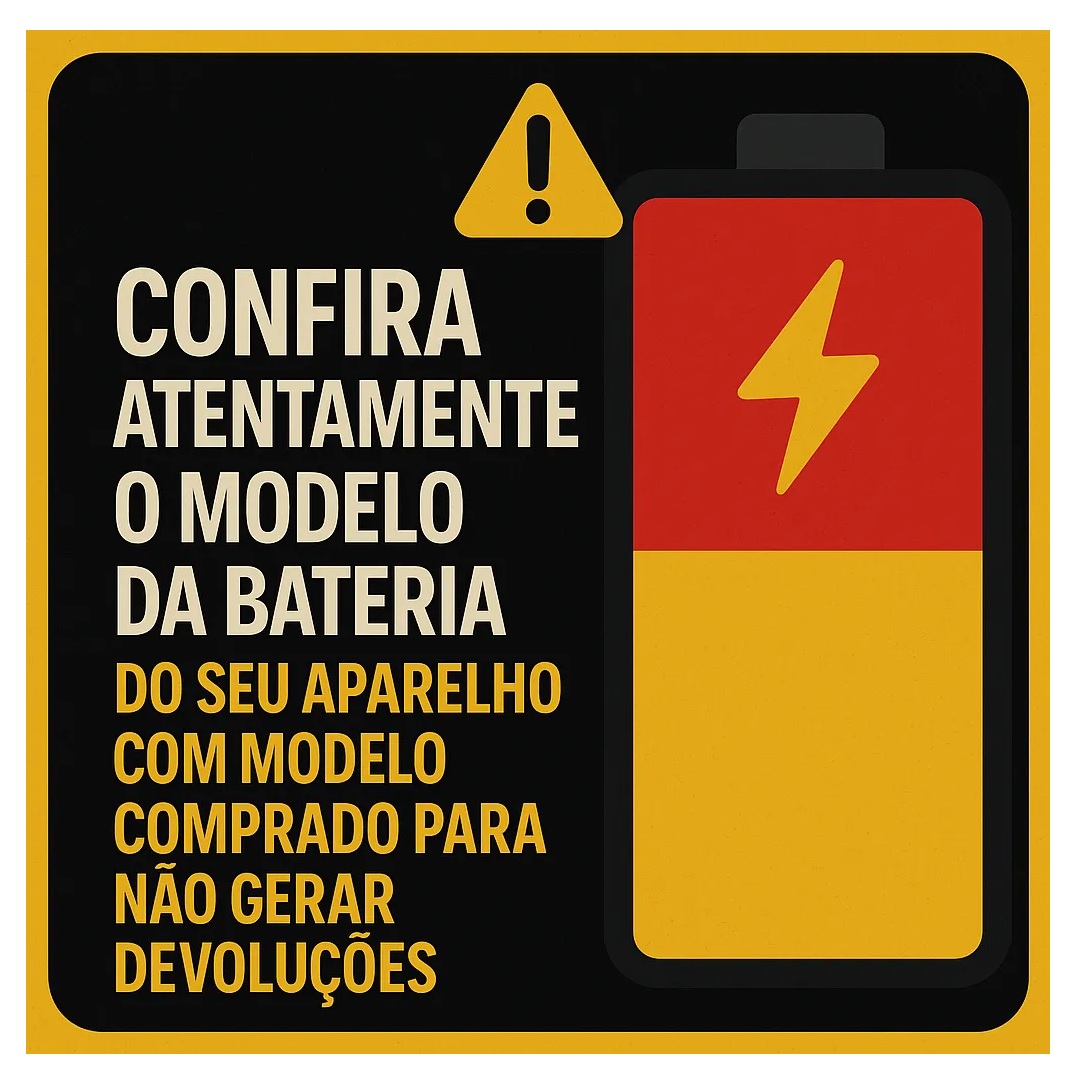 CONFIRA
ATENTAMENTE
O MODELO
DA BATERIA
DO SEU APARELHO
COM MODELO
COMPRADO PARA
NÃO GERAR
DEVOLUÇÕES